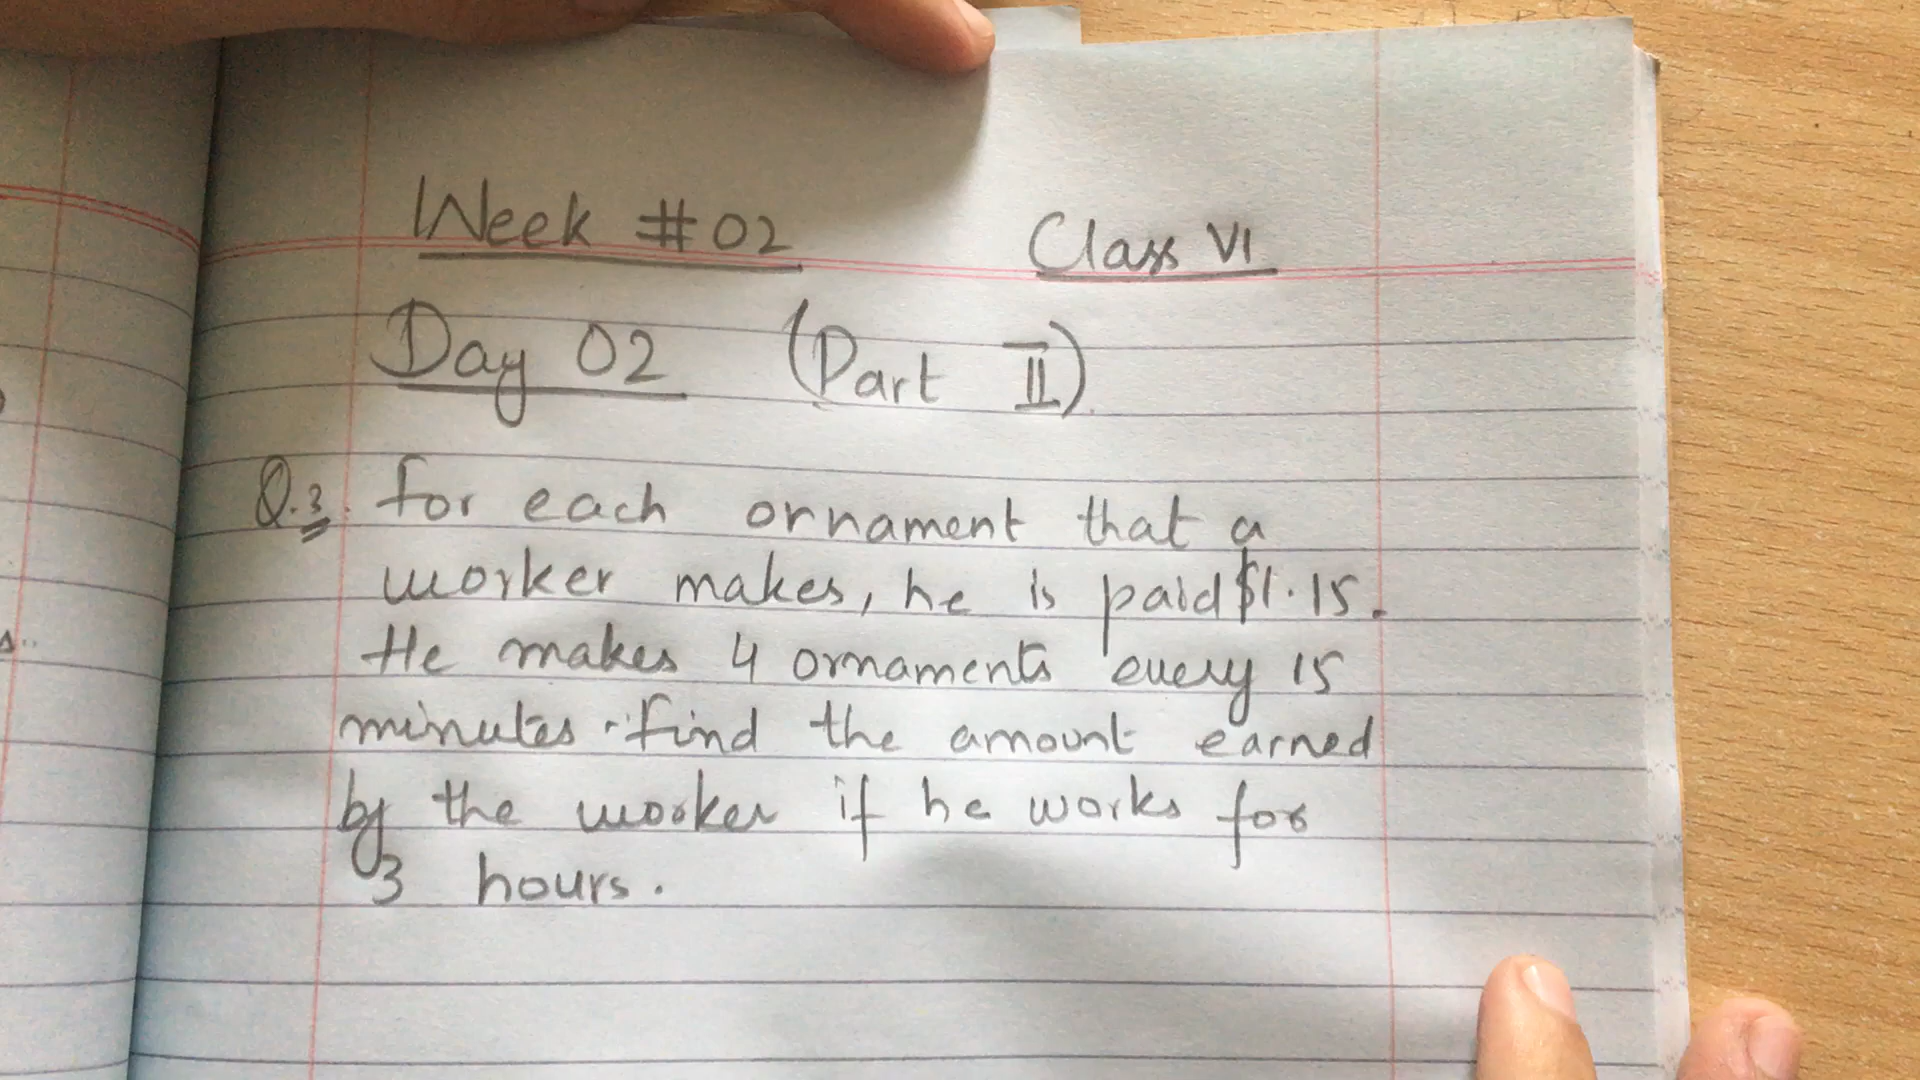 Week #02 Class VI
Day 02 (Part II)
Q.3. for each ornament that a
worker makes, he is paid $1.15.
He makes 4 ornaments every 15
minutes. find the amount earned
by the worker if he works for
3 hours.